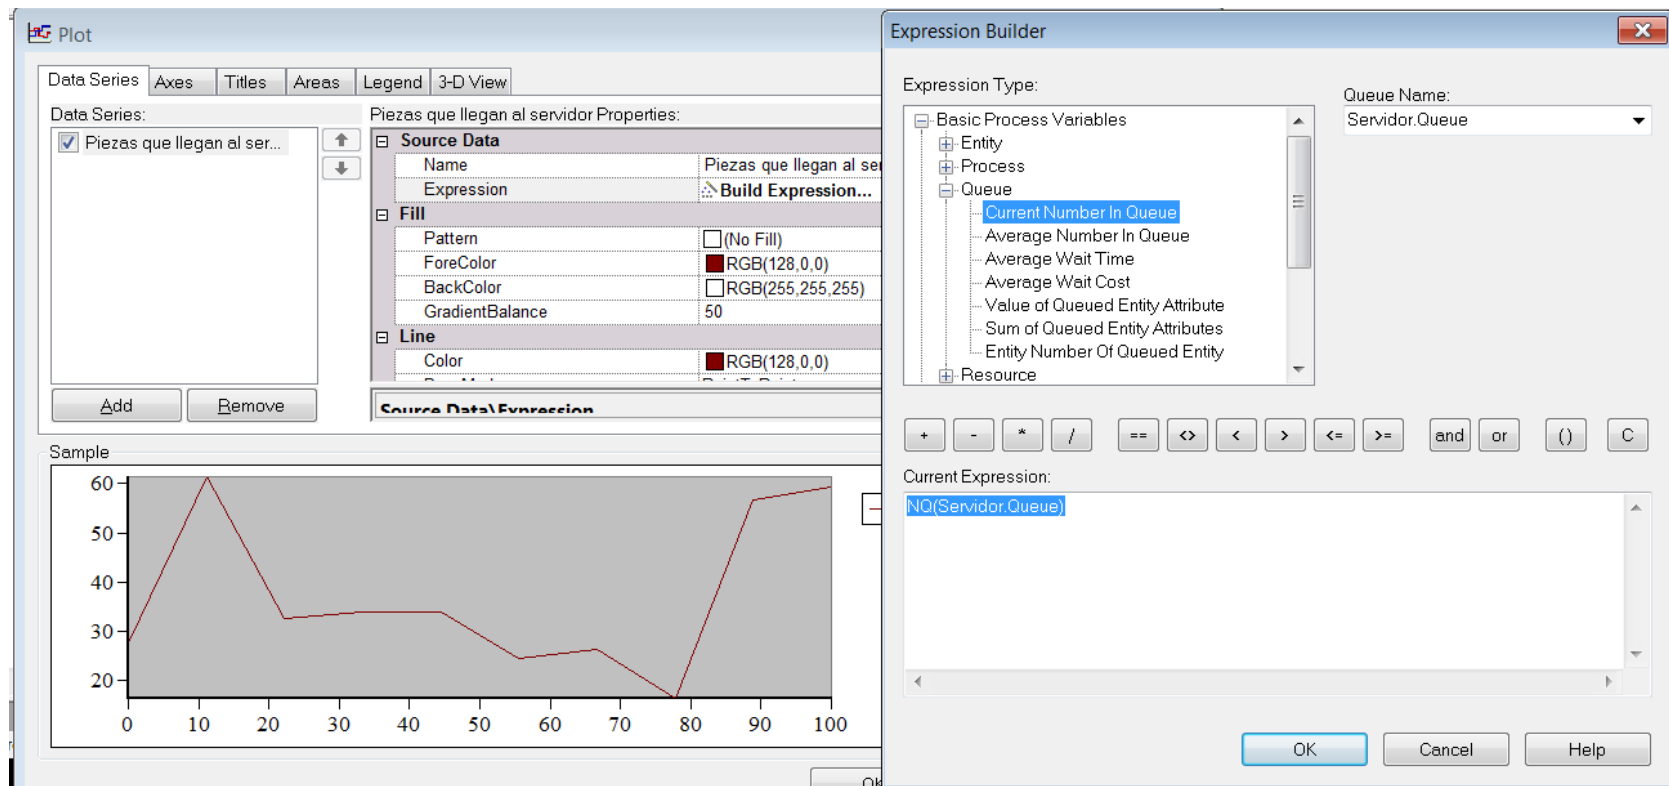 Plot
Data Series Axes Titles Areas Legend 3-D View
Data Series:
Piezas que llegan al ser...
Add Remove
Piezas que llegan al servidor Properties:
Source Data
Name Piezas que llegan al ser
Expression Build Expression...
Fill
Pattern (No Fill)
ForeColor RGB(128,0,0)
BackColor RGB(255,255,255)
GradientBalance 50
Line
Color RGB(128,0,0)
Source Data\Expression
Sample
60
50
40
30
20
0 10 20 30 40 50 60 70 80 90 100
OK
Expression Builder
Expression Type:
Basic Process Variables
Entity
Process
Queue
Current Number In Queue
Average Number In Queue
Average Wait Time
Average Wait Cost
Value of Queued Entity Attribute
Sum of Queued Entity Attributes
Entity Number Of Queued Entity
Resource
Queue Name:
Servidor.Queue
+ - * / == <> < > <= >= and or () C
Current Expression:
NQ(Servidor.Queue)
OK Cancel Help